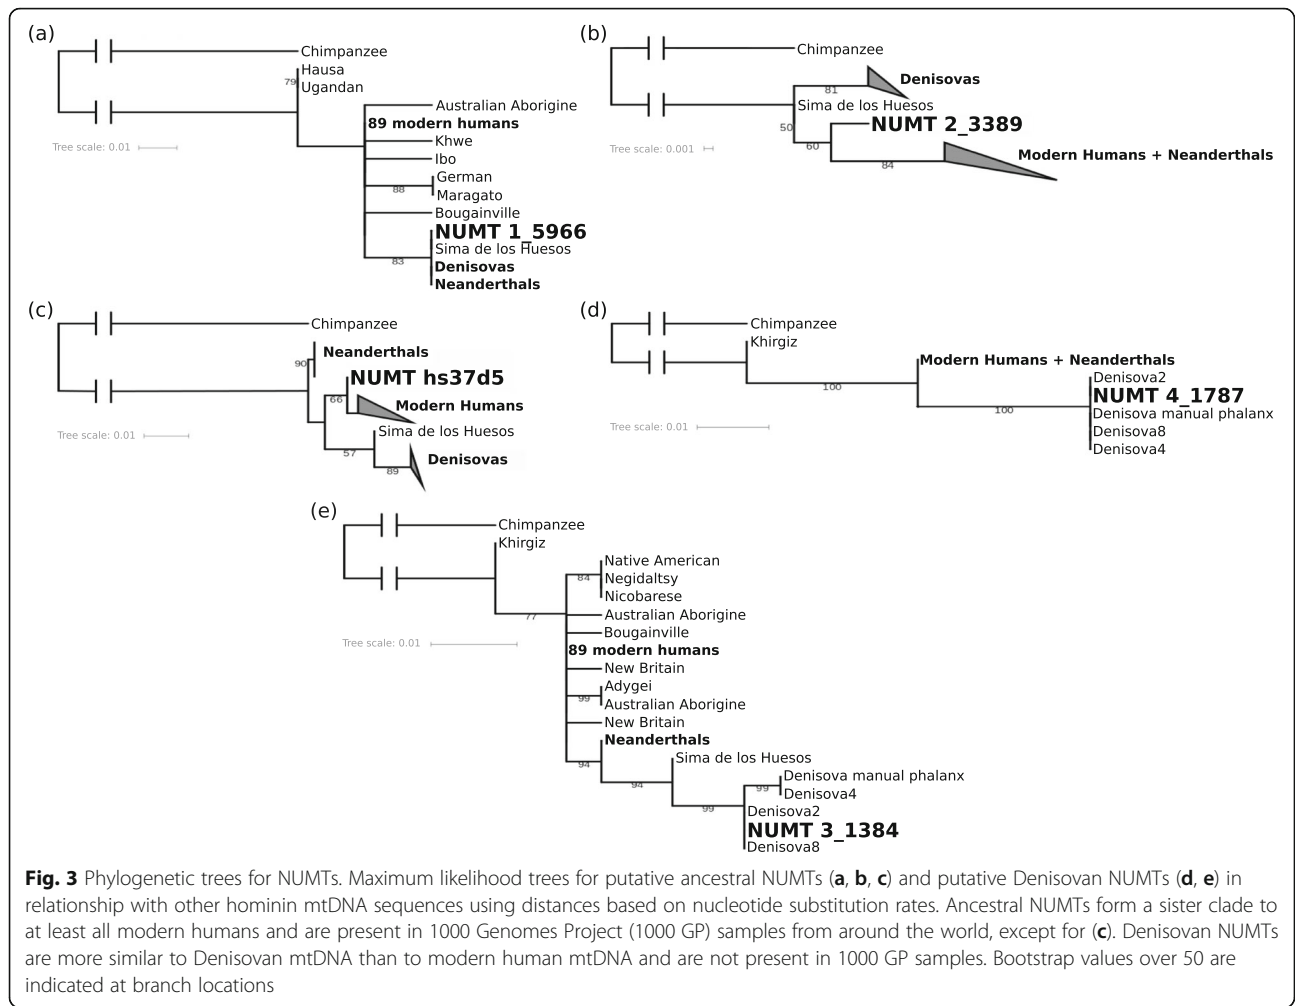 (a)
Chimpanzee
79
Hausa
Ugandan
Australian Aborigine
89 modern humans
Khwe
Ibo
German
88
Maragato
Bougainville
NUMT 1_5966
Sima de los Huesos
83
Denisovas
Neanderthals
Tree scale: 0.01
(b)
Chimpanzee
81
Denisovas
Sima de los Huesos
50
NUMT 2_3389
60
84
Modern Humans + Neanderthals
Tree scale: 0.001
(c)
Chimpanzee
90
Neanderthals
NUMT hs37d5
66
Modern Humans
Sima de los Huesos
57
Denisovas
89
Tree scale: 0.01
(d)
Chimpanzee
Khirgiz
100
Modern Humans + Neanderthals
100
Denisova2
NUMT 4_1787
Denisova manual phalanx
Denisova8
Denisova4
Tree scale: 0.01
(e)
Chimpanzee
Khirgiz
77
Native American
84
Negidaltsy
Nicobarese
Australian Aborigine
Bougainville
89 modern humans
New Britain
Adygei
99
Australian Aborigine
New Britain
Neanderthals
94
Sima de los Huesos
94
Denisova manual phalanx
99
Denisova4
99
Denisova2
NUMT 3_1384
Denisova8
Tree scale: 0.01
Fig. 3 Phylogenetic trees for NUMTs. Maximum likelihood trees for putative ancestral NUMTs (a, b, c) and putative Denisovan NUMTs (d, e) in
relationship with other hominin mtDNA sequences using distances based on nucleotide substitution rates. Ancestral NUMTs form a sister clade to
at least all modern humans and are present in 1000 Genomes Project (1000 GP) samples from around the world, except for (c). Denisovan NUMTs
are more similar to Denisovan mtDNA than to modern human mtDNA and are not present in 1000 GP samples. Bootstrap values over 50 are
indicated at branch locations